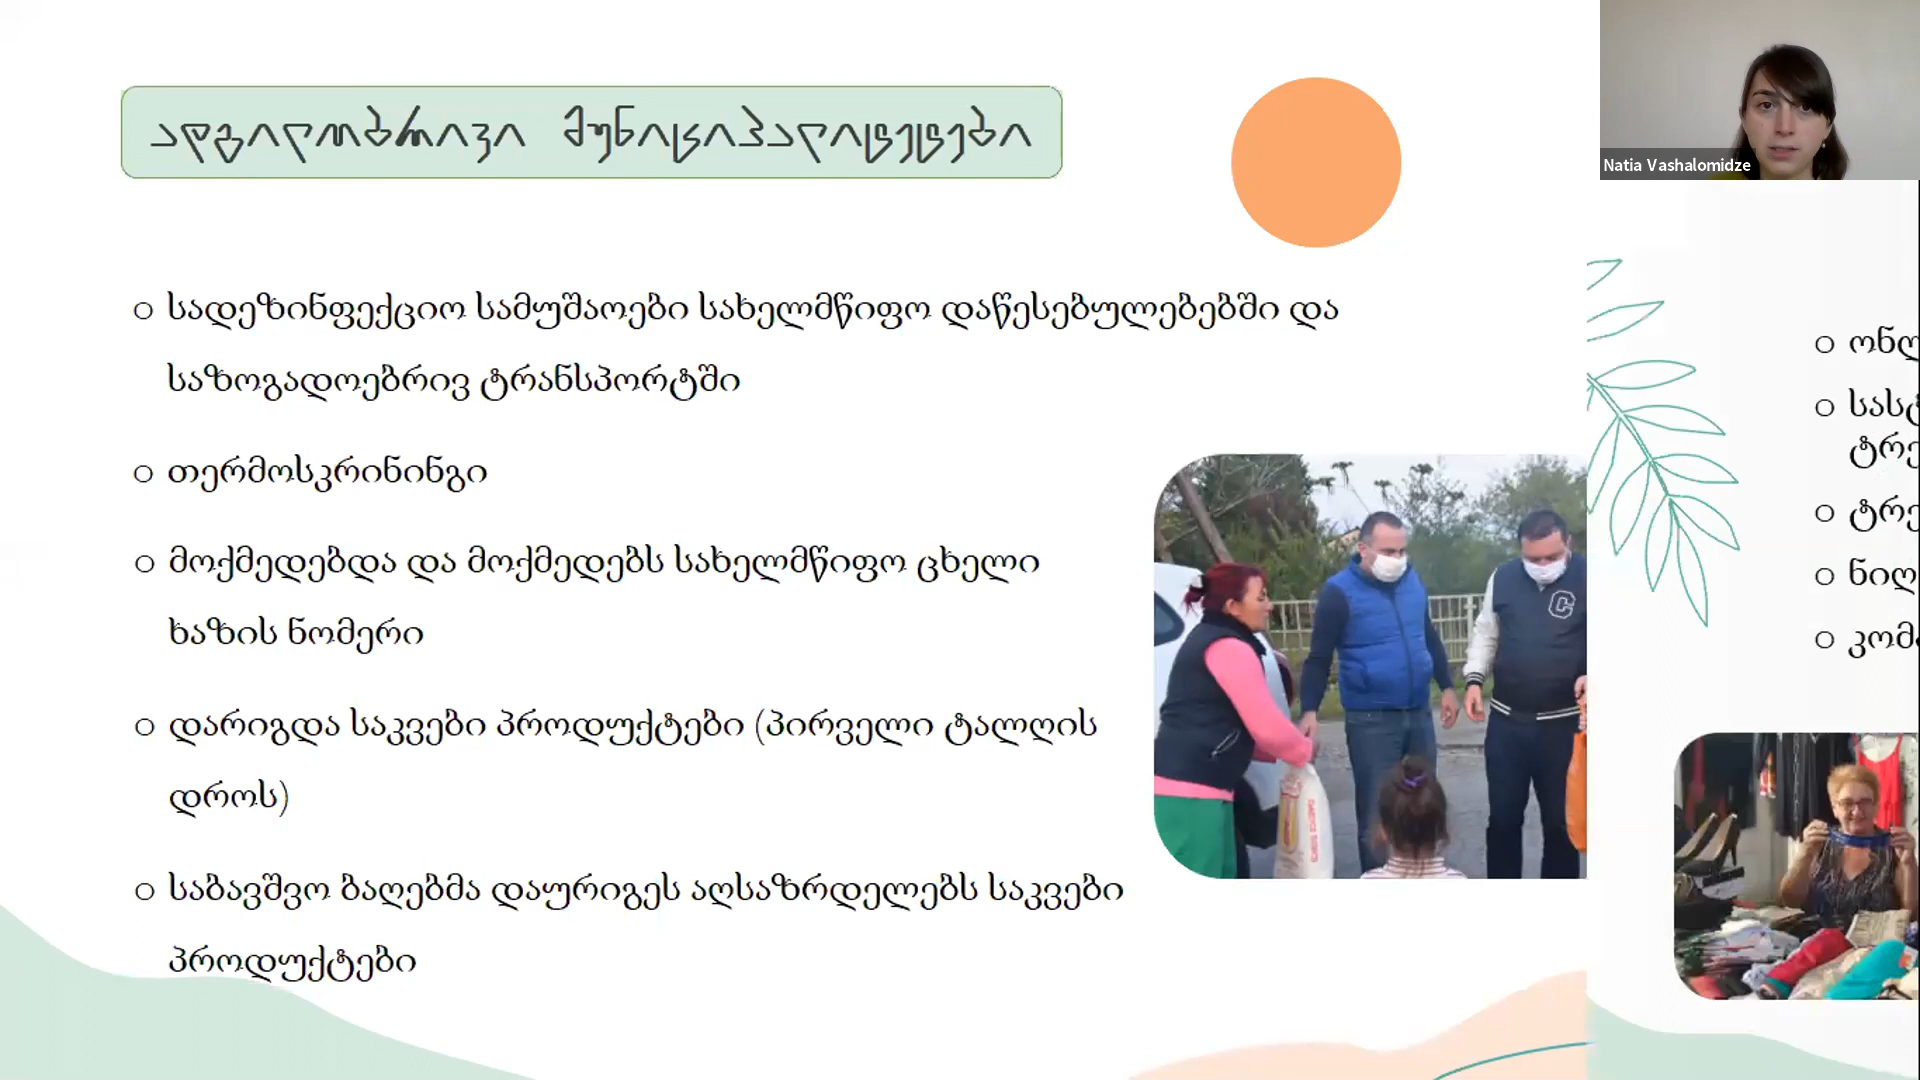 ადგილობრივი მუნიციპალიტეტები
Natia Vashalomidze
სადეზინფექციო სამუშაოები სახელმწიფო დაწესებულებებში და
საზოგადოებრივ ტრანსპორტში
თერმოსკრინინგი
მოქმედებდა და მოქმედებს სახელმწიფო ცხელი
ხაზის ნომერი
დარიგდა საკვები პროდუქტები (პირველი ტალღის
დროს)
საბავშვო ბაღებმა დაურიგეს აღსაზრდელებს საკვები
პროდუქტები